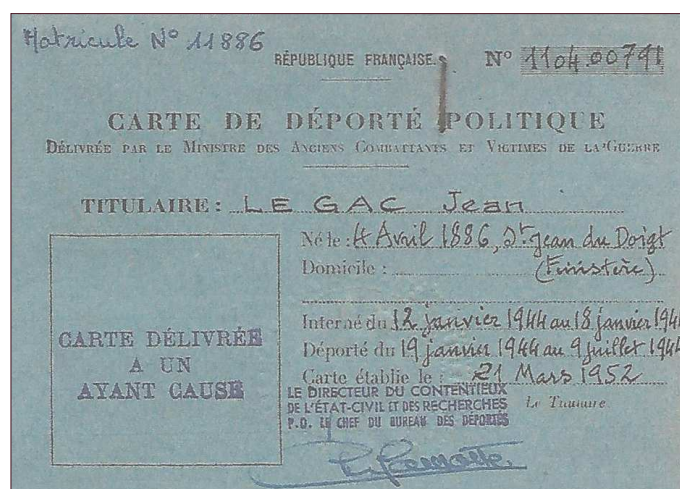 Matricule N° 11886
RÉPUBLIQUE FRANÇAISE.
N° 1104.00791
CARTE DE DÉPORTÉ POLITIQUE
DÉLIVRÉE PAR LE MINISTRE DES ANCIENS COMBATTANTS ET VICTIMES DE LA GUERRE
TITULAIRE : LE GAC Jean
Né le : 4 Avril 1886, St Jean du Doigt
Domicile : (Finistère)
Interné du 12 janvier 1944 au 18 janvier 194
Déporté du 19 janvier 1944 au 9 juillet 1944
Carte établie le : 21 Mars 1952
CARTE DÉLIVRÉE
A UN
AYANT CAUSE
LE DIRECTEUR DU CONTENTIEUX
DE L'ÉTAT-CIVIL ET DES RECHERCHES
P.O. LE CHEF DU BUREAU DES DÉPORTÉS
Le Titulaire